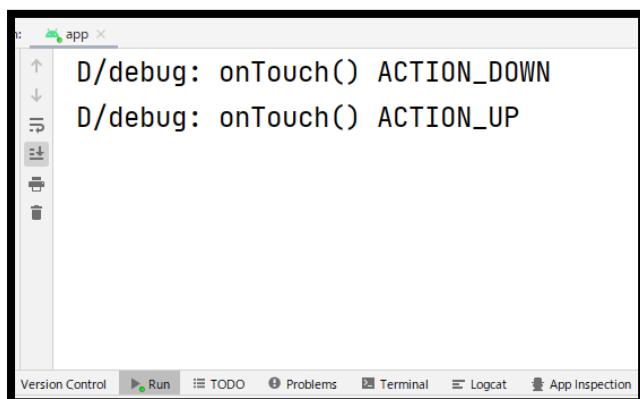 app
D/debug: onTouch() ACTION_DOWN
D/debug: onTouch() ACTION_UP
Version Control Run TODO Problems Terminal Logcat App Inspection